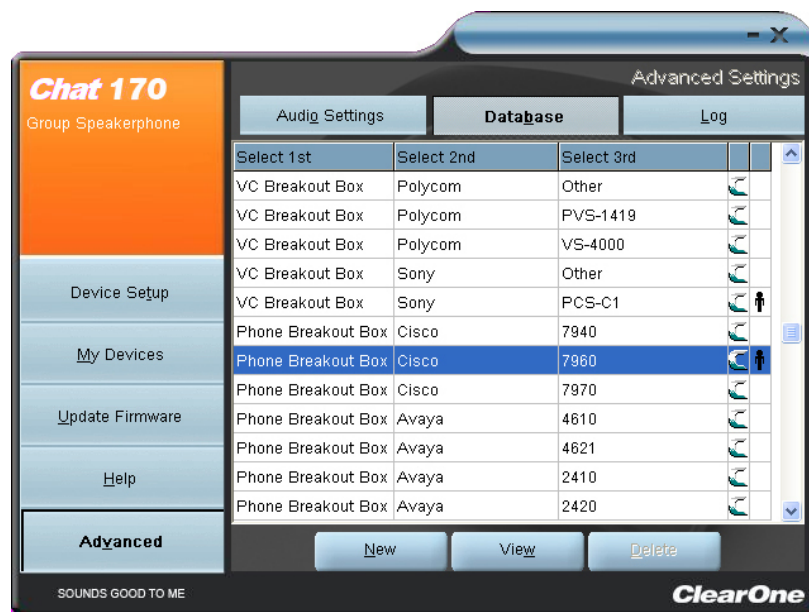 Advanced Settings
Chat 170
Group Speakerphone
Audio Settings Database Log
Select 1st Select 2nd Select 3rd
VC Breakout Box Polycom Other
VC Breakout Box Polycom PVS-1419
VC Breakout Box Polycom VS-4000
VC Breakout Box Sony Other
VC Breakout Box Sony PCS-C1
Phone Breakout Box Cisco 7940
Phone Breakout Box Cisco 7960
Phone Breakout Box Cisco 7970
Phone Breakout Box Avaya 4610
Phone Breakout Box Avaya 4621
Phone Breakout Box Avaya 2410
Phone Breakout Box Avaya 2420
Device Setup
My Devices
Update Firmware
Help
Advanced
New View Delete
SOUNDS GOOD TO ME
ClearOne